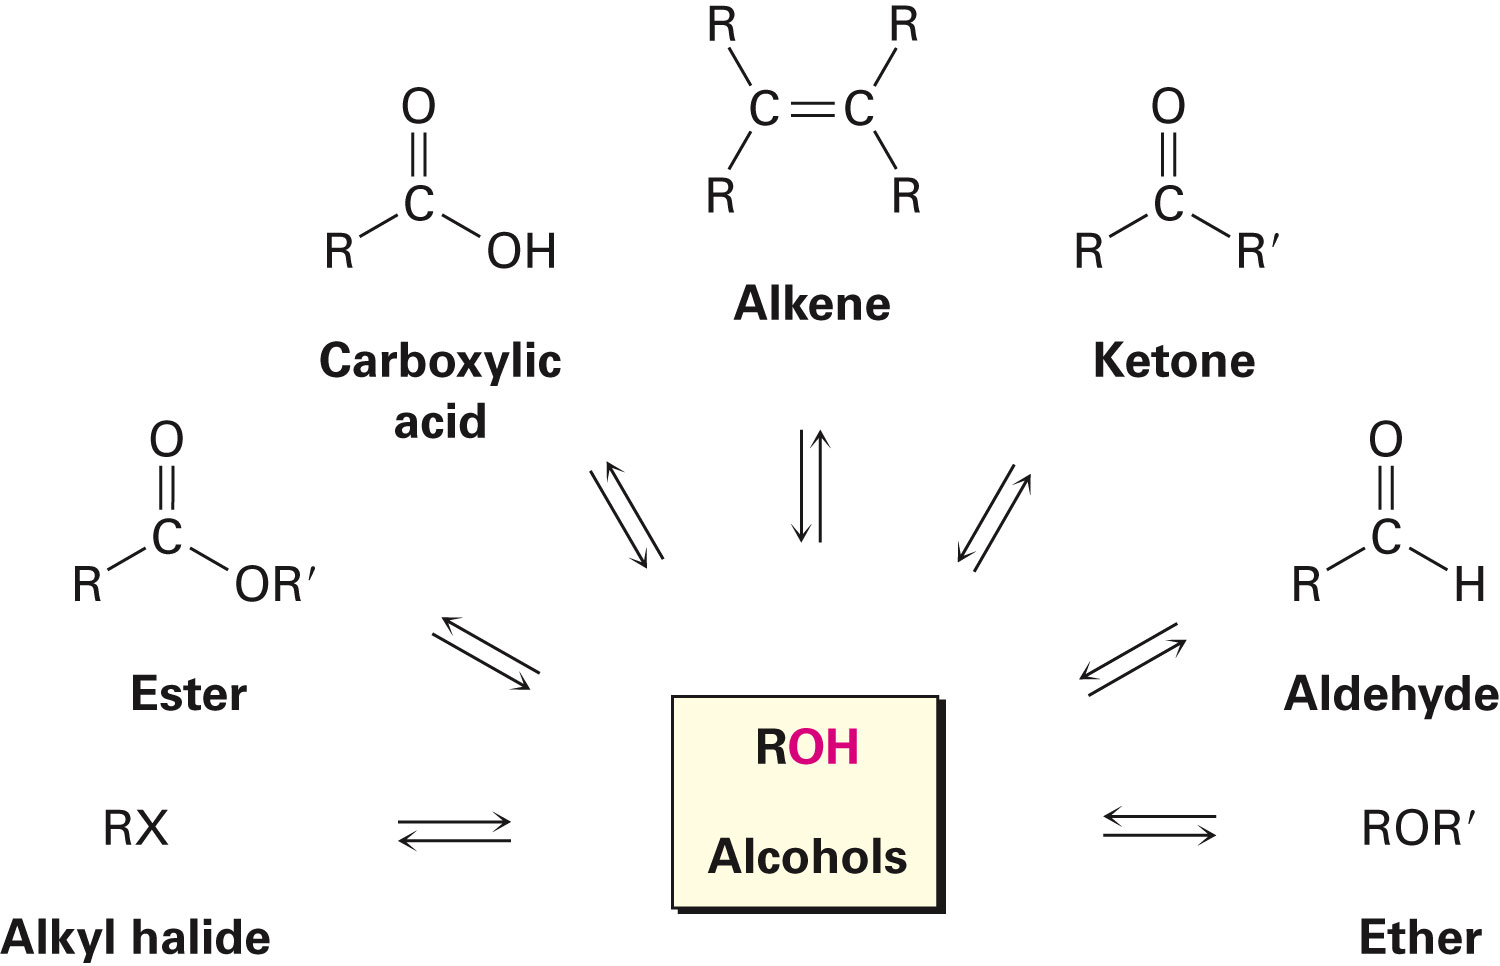 R R
C=C
R R
Alkene
O
C
R OH
Carboxylic
acid
O
C
R R′
Ketone
O
C
R OR′
Ester
O
C
R H
Aldehyde
RX
Alkyl halide
ROH
Alcohols
ROR′
Ether